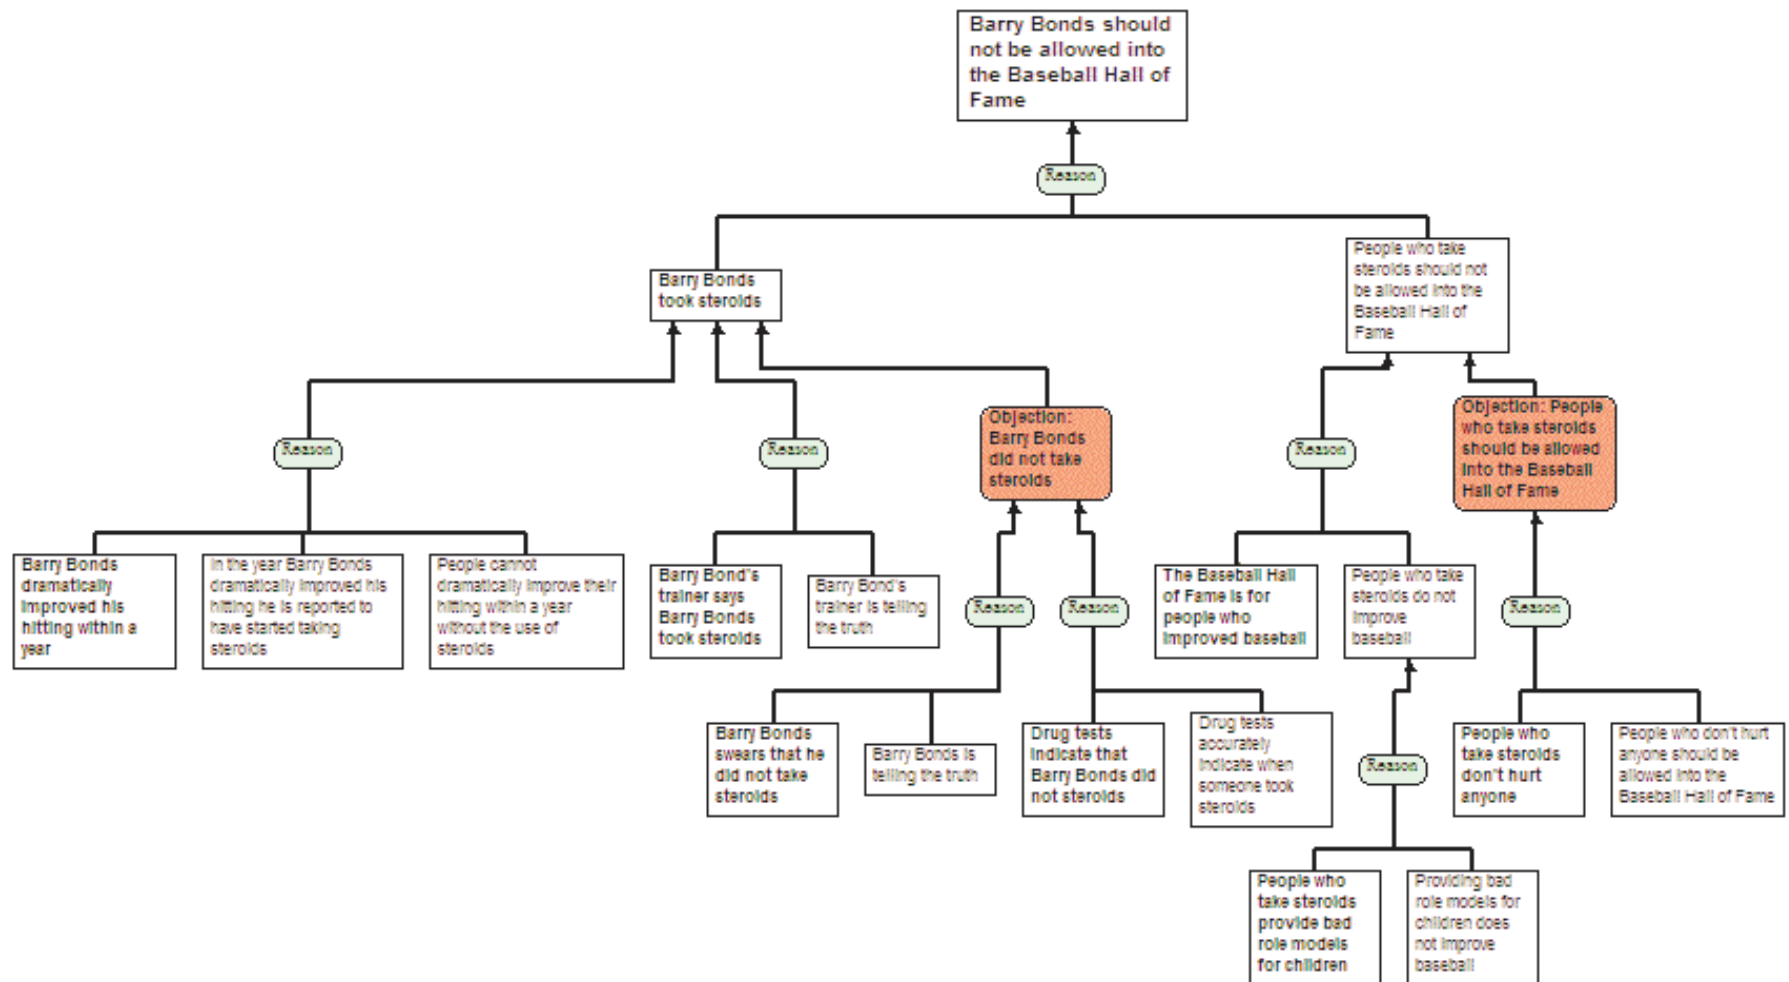 Barry Bonds should
not be allowed into
the Baseball Hall of
Fame
Reason
Barry Bonds
took steroids
People who take
steroids should not
be allowed into the
Baseball Hall of
Fame
Reason
Reason
Objection:
Barry Bonds
did not take
steroids
Reason
Objection: People
who take steroids
should be allowed
into the Baseball
Hall of Fame
Barry Bonds
dramatically
improved his
hitting within a
year
In the year Barry Bonds
dramatically improved his
hitting he is reported to
have started taking
steroids
People cannot
dramatically improve their
hitting within a year
without the use of
steroids
Barry Bond's
trainer says
Barry Bonds
took steroids
Barry Bond's
trainer is telling
the truth
Reason
Reason
The Baseball Hall
of Fame is for
people who
improved baseball
People who take
steroids do not
improve
baseball
Reason
Barry Bonds
swears that he
did not take
steroids
Barry Bonds is
telling the truth
Drug tests
indicate that
Barry Bonds did
not steroids
Drug tests
accurately
indicate when
someone took
steroids
Reason
People who
take steroids
don't hurt
anyone
People who don't hurt
anyone should be
allowed into the
Baseball Hall of Fame
People who
take steroids
provide bad
role models
for children
Providing bad
role models for
children does
not improve
baseball